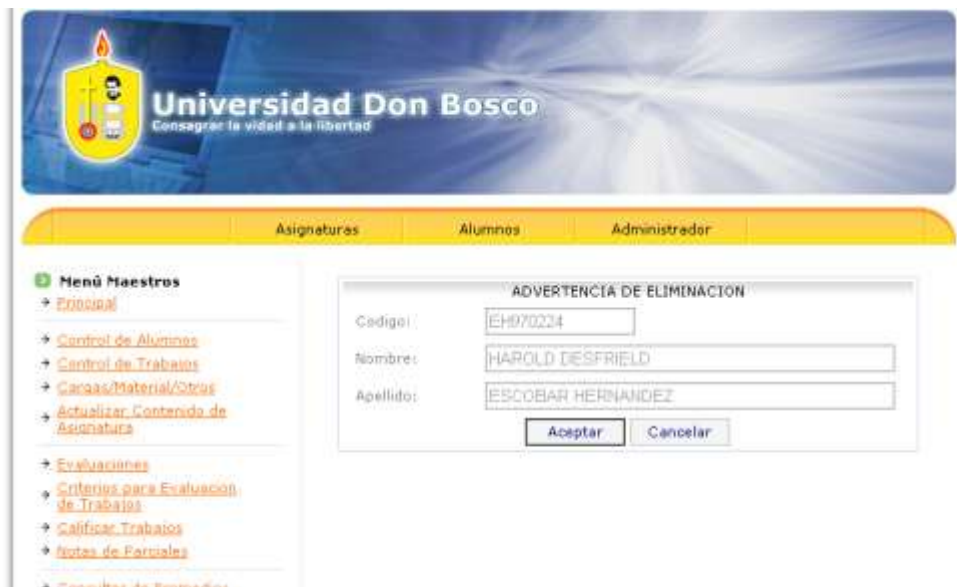 Universidad Don Bosco
Consagrar la vidad a la libertad
Asignaturas Alumnos Administrador
Menú Maestros
Principal
Control de Alumnos
Control de Trabajos
Cargas/Material/Otros
Actualizar Contenido de
Asignatura
Evaluaciones
Criterios para Evaluacion
de Trabajos
Calificar Trabajos
Notas de Parciales
ADVERTENCIA DE ELIMINACION
Codigo: EH970224
Nombre: HAROLD DESFRIELD
Apellido: ESCOBAR HERNANDEZ
Aceptar Cancelar